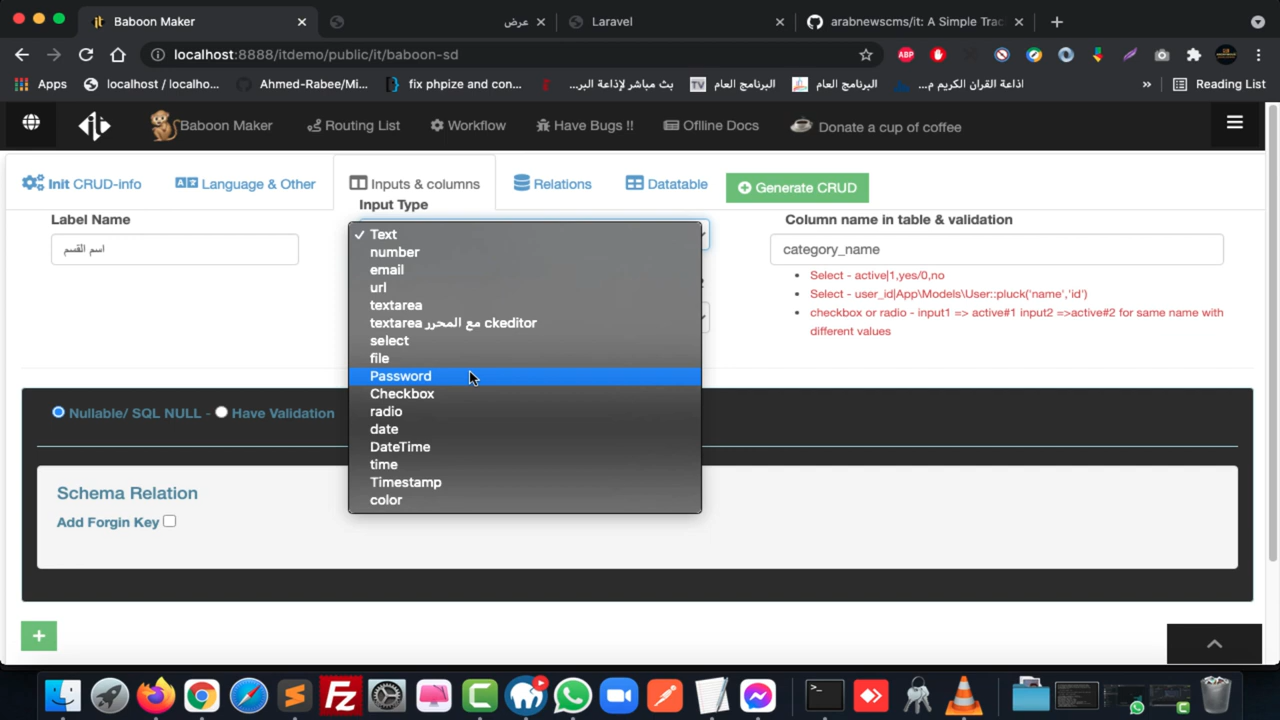 Baboon Maker
عرض
Laravel
arabnewscms/it: A Simple Trac
localhost:8888/itdemo/public/it/baboon-sd
ABP
Apps
localhost / localho...
Ahmed-Rabee/Mi...
fix phpize and con...
بث مباشر لإذاعة البر...
TV
البرنامج العام
البرنامج العام
اذاعة القران الكريم م...
»
Reading List
it
Baboon Maker
Routing List
Workflow
Have Bugs !!
Oflline Docs
Donate a cup of coffee
Init CRUD-info
Language & Other
Inputs & columns
Relations
Datatable
Generate CRUD
Label Name
Input Type
Column name in table & validation
اسم القسم
category_name
✓ Text
number
email
url
textarea
textarea مع المحرر ckeditor
select
file
Password
Checkbox
radio
date
DateTime
time
Timestamp
color
• Select - active|1,yes/0,no
• Select - user_id|App\Models\User::pluck('name','id')
• checkbox or radio - input1 => active#1 input2 =>active#2 for same name with
different values
Nullable/ SQL NULL - Have Validation
Schema Relation
Add Forgin Key
+